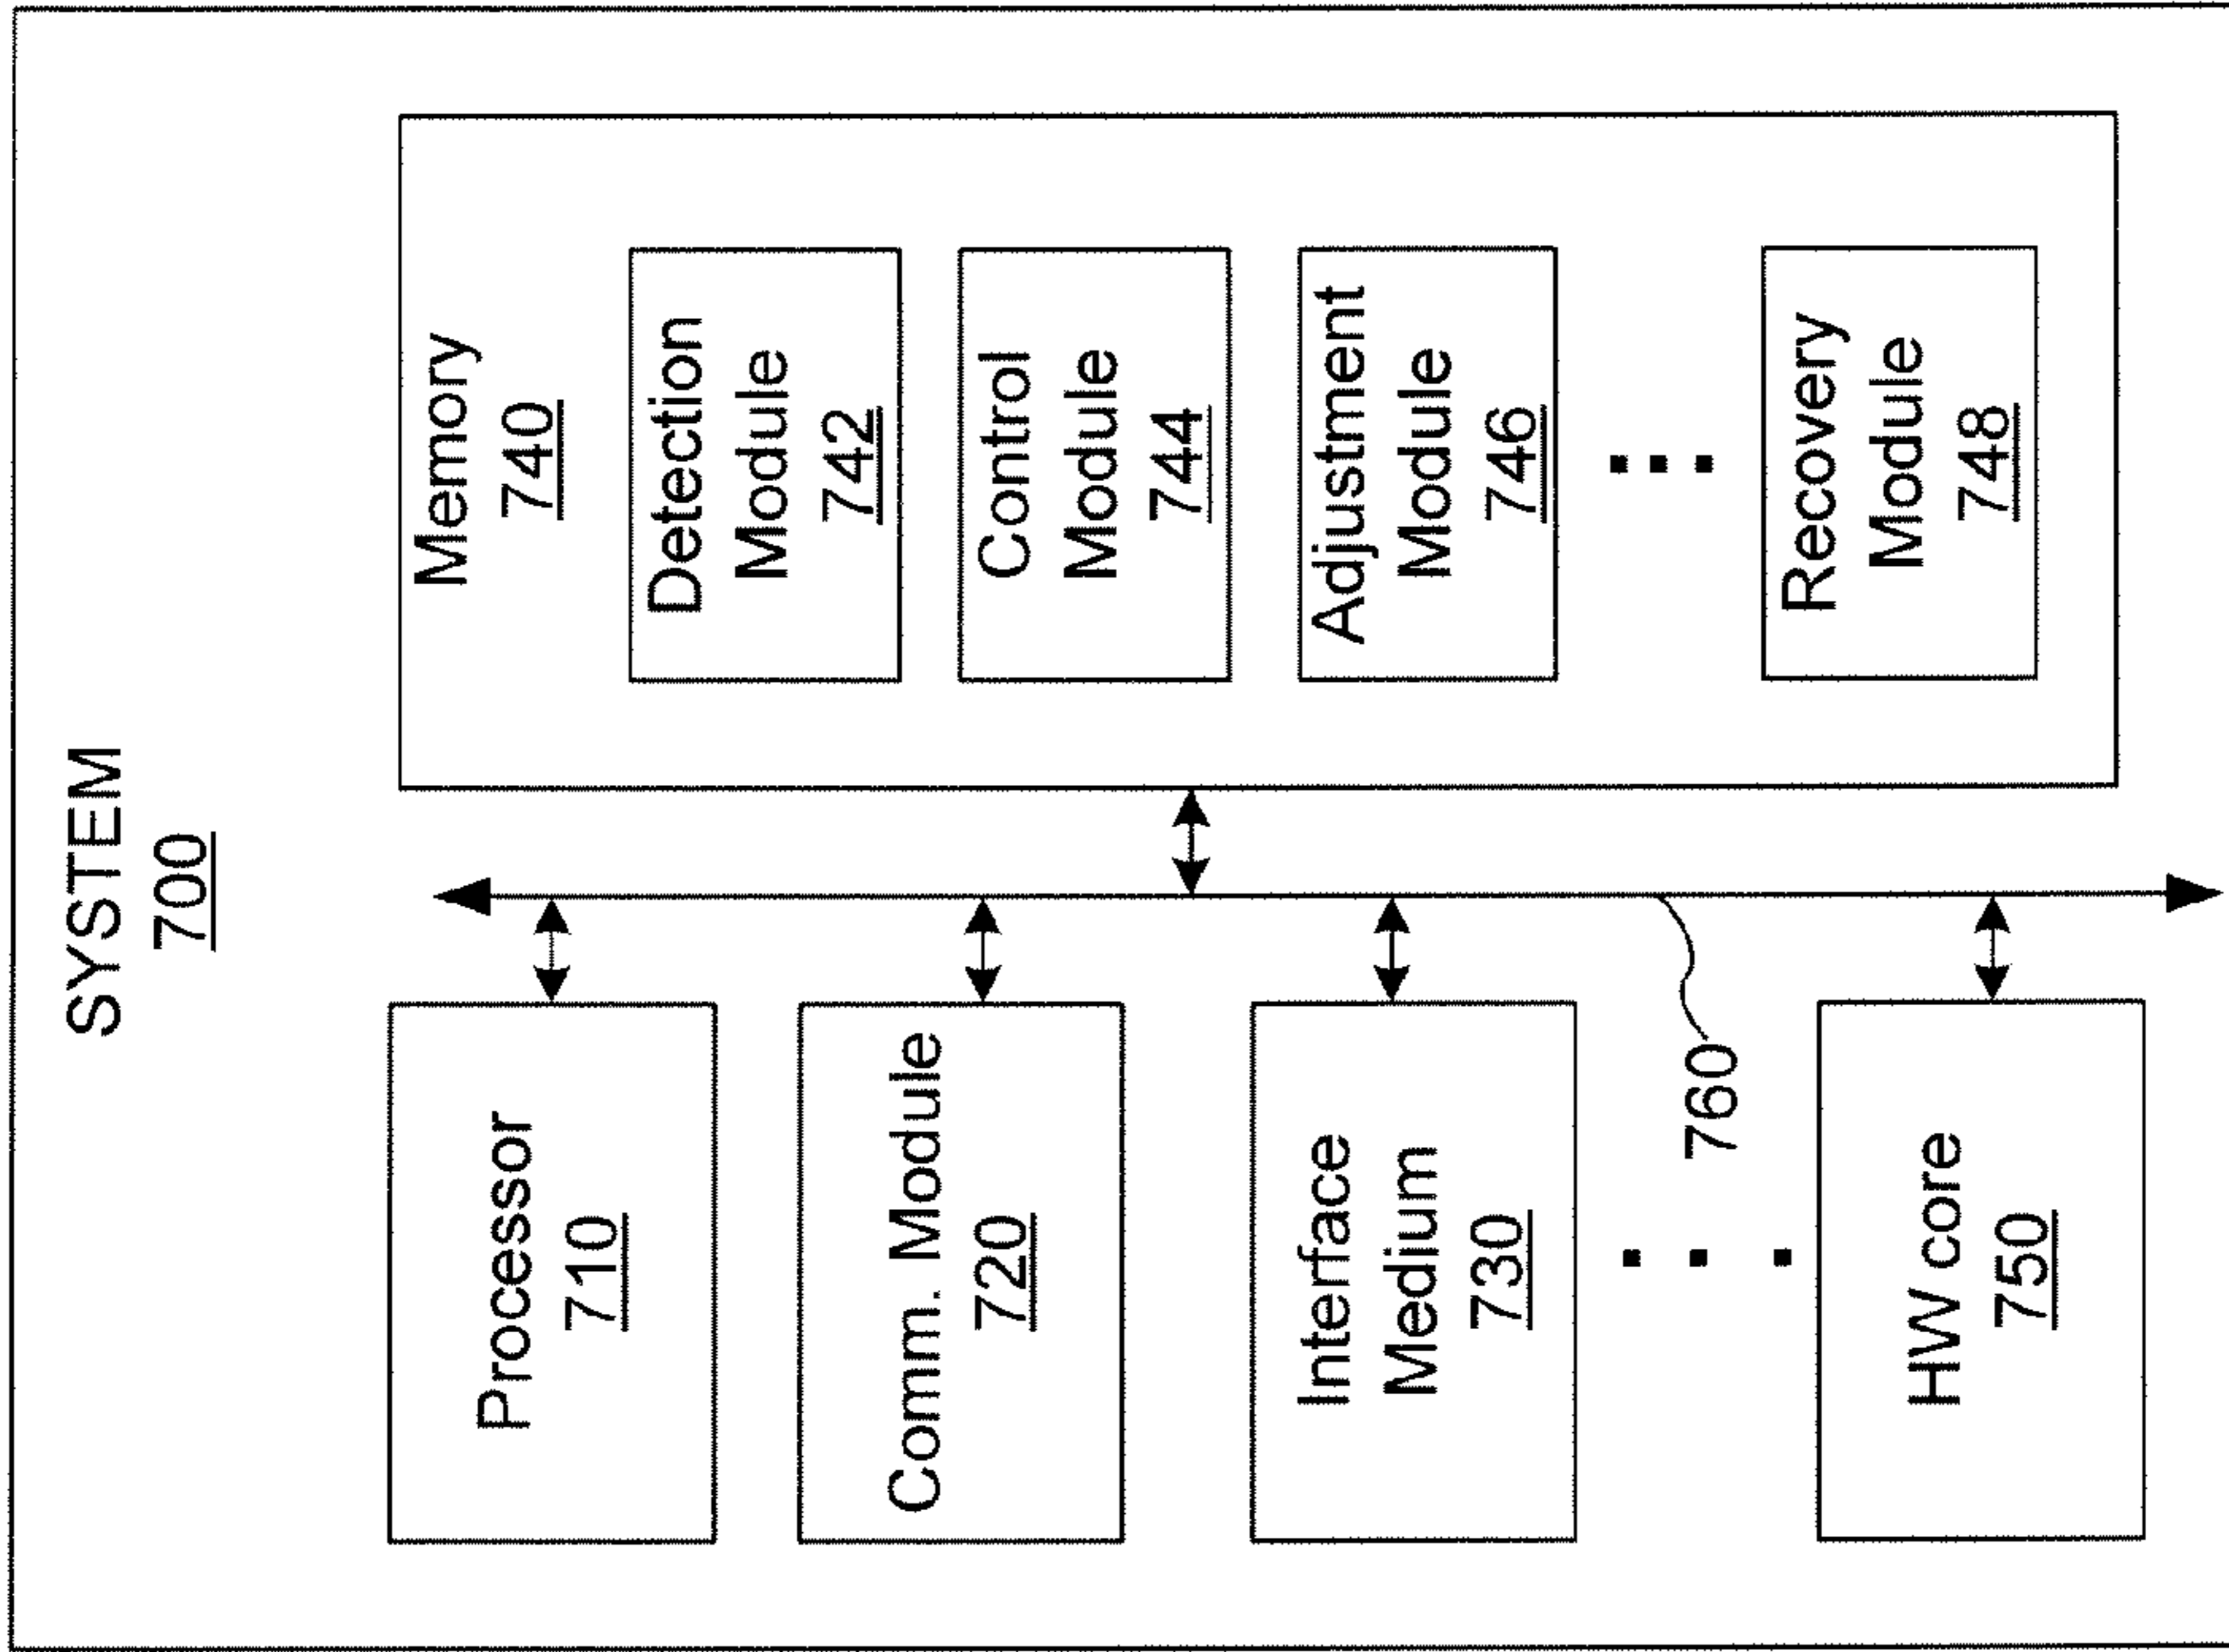 SYSTEM
700
Processor
710
Comm. Module
720
Interface
Medium
730
HW core
750
760
Memory
740
Detection
Module
742
Control
Module
744
Adjustment
Module
746
Recovery
Module
748